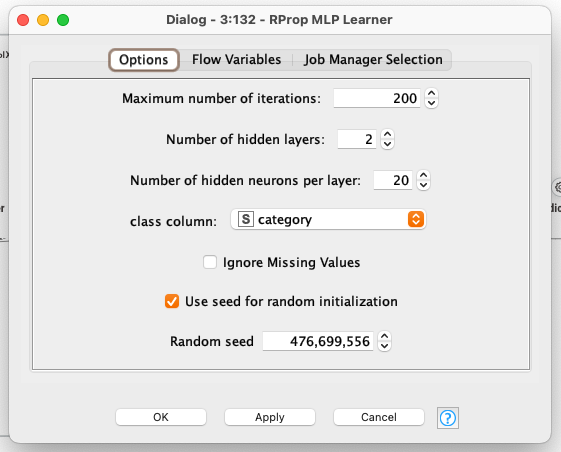 Dialog - 3:132 - RProp MLP Learner
Options Flow Variables Job Manager Selection
Maximum number of iterations: 200
Number of hidden layers: 2
Number of hidden neurons per layer: 20
class column: S category
Ignore Missing Values
Use seed for random initialization
Random seed 476,699,556
OK Apply Cancel ?